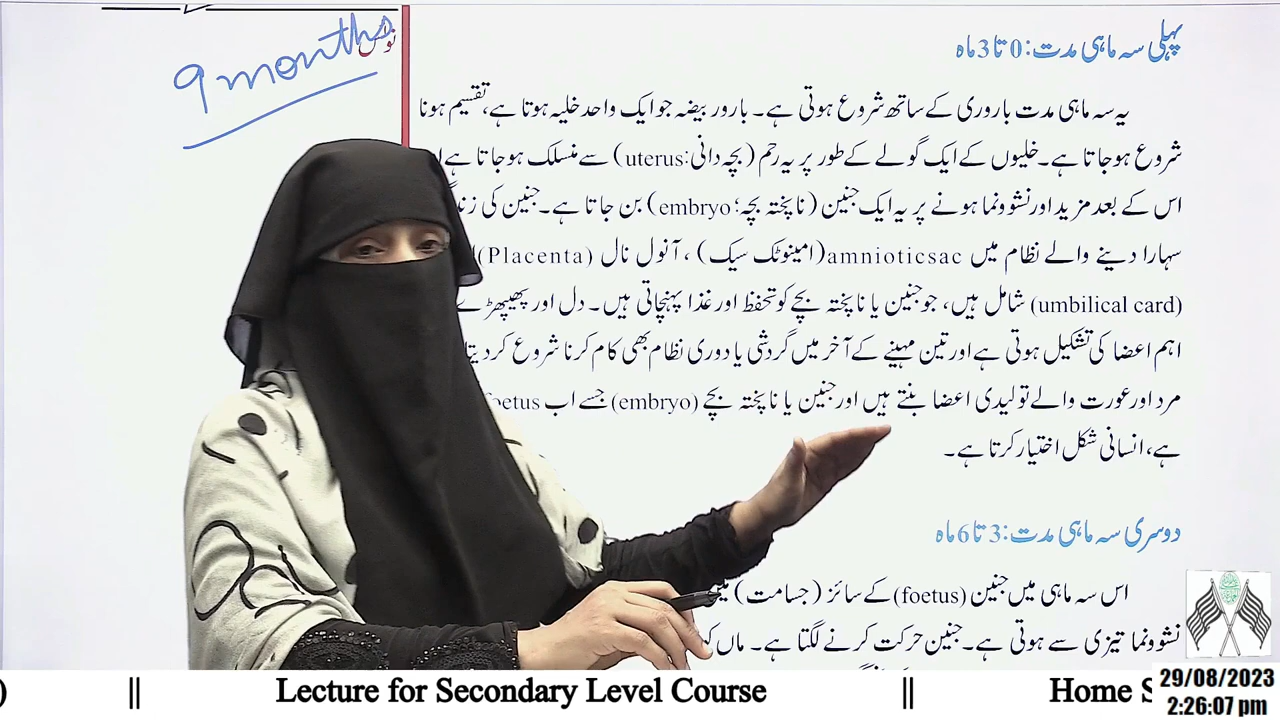 9 months
نوٹس
پہلی سہ ماہی مدت: 0 تا 3 ماہ
یہ سہ ماہی مدت باروری کے ساتھ شروع ہوتی ہے۔ بارور بیضہ جو ایک واحد خلیہ ہوتا ہے، تقسیم ہونا
شروع ہوجاتا ہے۔ خلیوں کے ایک گولے کے طور پر یہ رحم (بچہ دانی: uterus) سے منسلک ہوجاتا ہے
اس کے بعد مزید اور نشوونما ہونے پر یہ ایک جنین (ناپختہ بچہ؛ embryo) بن جاتا ہے۔ جنین کی
سہارا دینے والے نظام میں amnioticsac (امینوٹک سیک)، آنول نال (Placenta)
(umbilical card) شامل ہیں، جو جنین یا ناپختہ بچے کو تحفظ اور غذا پہنچاتی ہیں۔ دل اور پھیپھڑے
اہم اعضا کی تشکیل ہوتی ہے اور تین مہینے کے آخر میں گردشی یا دوری نظام بھی کام کرنا شروع کردیتا
مرد اور عورت والے تولیدی اعضا بنتے ہیں اور جنین یا ناپختہ بچے (embryo) جسے اب foetus
ہے، انسانی شکل اختیار کرتا ہے۔
دوسری سہ ماہی مدت: 3 تا 6 ماہ
اس سہ ماہی میں جنین (foetus) کے سائز (جسامت)
نشوونما تیزی سے ہوتی ہے۔ جنین حرکت کرنے لگتا ہے۔ ماں
) || Lecture for Secondary Level Course || Home S
29/08/2023
2:26:07 pm